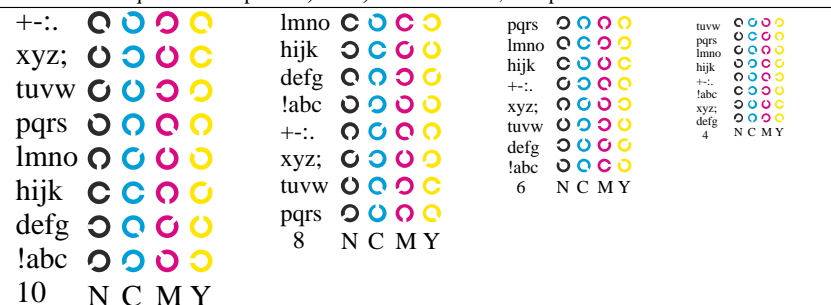 +-:.
xyz;
tuvw
pqrs
lmno
hijk
defg
!abc
10 N C M Y
lmno
hijk
defg
!abc
+-:.
xyz;
tuvw
pqrs
8 N C M Y
pqrs
lmno
hijk
+-:.
xyz;
tuvw
defg
!abc
6 N C M Y
tuvw
pqrs
lmno
hijk
+-:.
!abc
xyz;
defg
4 N C M Y